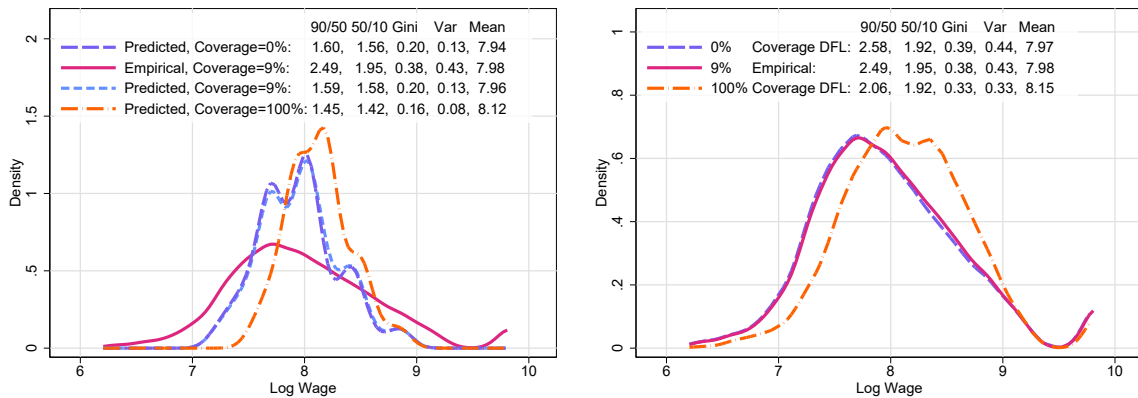 90/50 50/10 Gini Var Mean
Predicted, Coverage=0%: 1.60, 1.56, 0.20, 0.13, 7.94
Empirical, Coverage=9%: 2.49, 1.95, 0.38, 0.43, 7.98
Predicted, Coverage=9%: 1.59, 1.58, 0.20, 0.13, 7.96
Predicted, Coverage=100%: 1.45, 1.42, 0.16, 0.08, 8.12
2
1.5
1
.5
0
Density
6 7 8 9 10
Log Wage
90/50 50/10 Gini Var Mean
0% Coverage DFL: 2.58, 1.92, 0.39, 0.44, 7.97
9% Empirical: 2.49, 1.95, 0.38, 0.43, 7.98
100% Coverage DFL: 2.06, 1.92, 0.33, 0.33, 8.15
1
.8
.6
.4
.2
0
Density
6 7 8 9 10
Log Wage